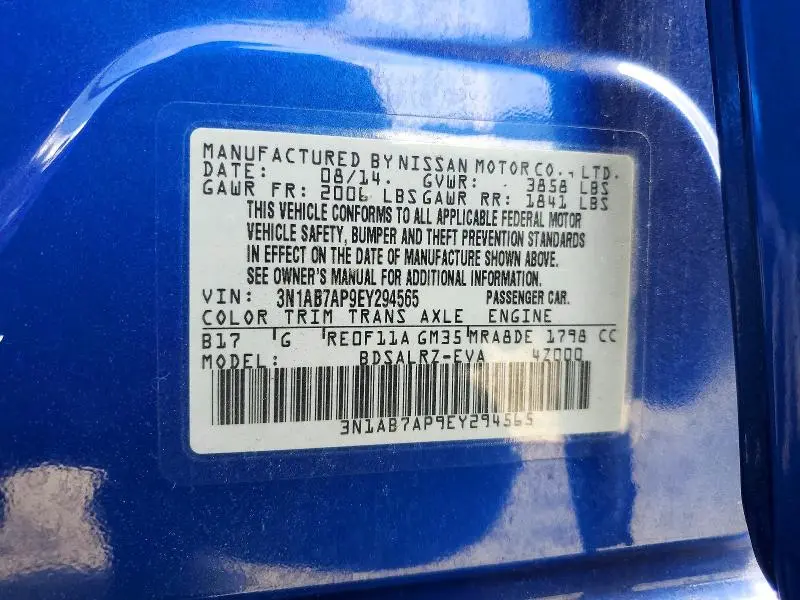 MANUFACTURED BY NISSAN MOTOR CO., LTD.
DATE: 08/14. GVWR: 3858 LBS
GAWR FR: 2006 LBS GAWR RR: 1841 LBS
THIS VEHICLE CONFORMS TO ALL APPLICABLE FEDERAL MOTOR
VEHICLE SAFETY, BUMPER AND THEFT PREVENTION STANDARDS
IN EFFECT ON THE DATE OF MANUFACTURE SHOWN ABOVE.
SEE OWNER'S MANUAL FOR ADDITIONAL INFORMATION.
VIN: 3N1AB7AP9EY294565 PASSENGER CAR.
COLOR TRIM TRANS AXLE ENGINE
B17 G RE0F11A GM35 MRA8DE 1798 CC
MODEL: BDSALRZ-EVA 4Z000
3N1AB7AP9EY294565